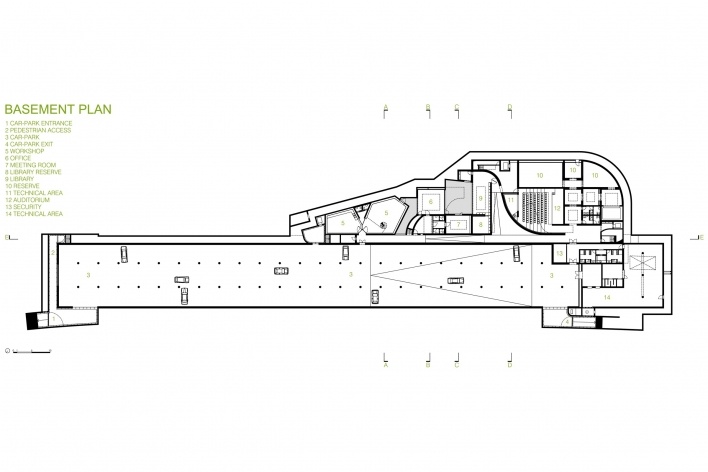 BASEMENT PLAN
1 CAR-PARK ENTRANCE
2 PEDESTRIAN ACCESS
3 CAR-PARK
4 CAR-PARK EXIT
5 WORKSHOP
6 OFFICE
7 MEETING ROOM
8 LIBRARY RESERVE
9 LIBRARY
10 RESERVE
11 TECHNICAL AREA
12 AUDITORIUM
13 SECURITY
14 TECHNICAL AREA
A B C D
10 10 10
5 5 6 9 11 12
7 8
E E
2 13
3 3 3
14
1 4
A B C D